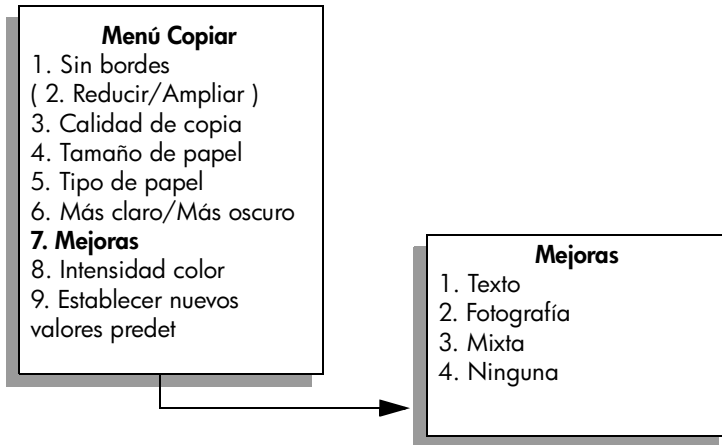 Menú Copiar
1. Sin bordes
( 2. Reducir/Ampliar )
3. Calidad de copia
4. Tamaño de papel
5. Tipo de papel
6. Más claro/Más oscuro
7. Mejoras
8. Intensidad color
9. Establecer nuevos
valores predet
Mejoras
1. Texto
2. Fotografía
3. Mixta
4. Ninguna